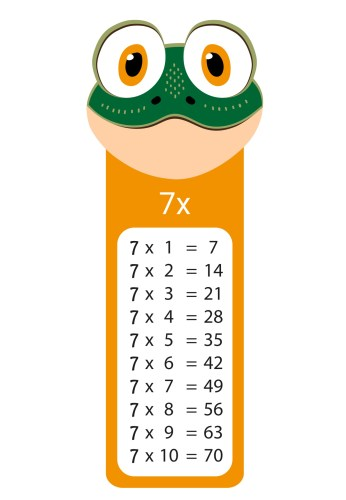 7x
7 x 1 = 7
7 x 2 = 14
7 x 3 = 21
7 x 4 = 28
7 x 5 = 35
7 x 6 = 42
7 x 7 = 49
7 x 8 = 56
7 x 9 = 63
7 x 10 = 70